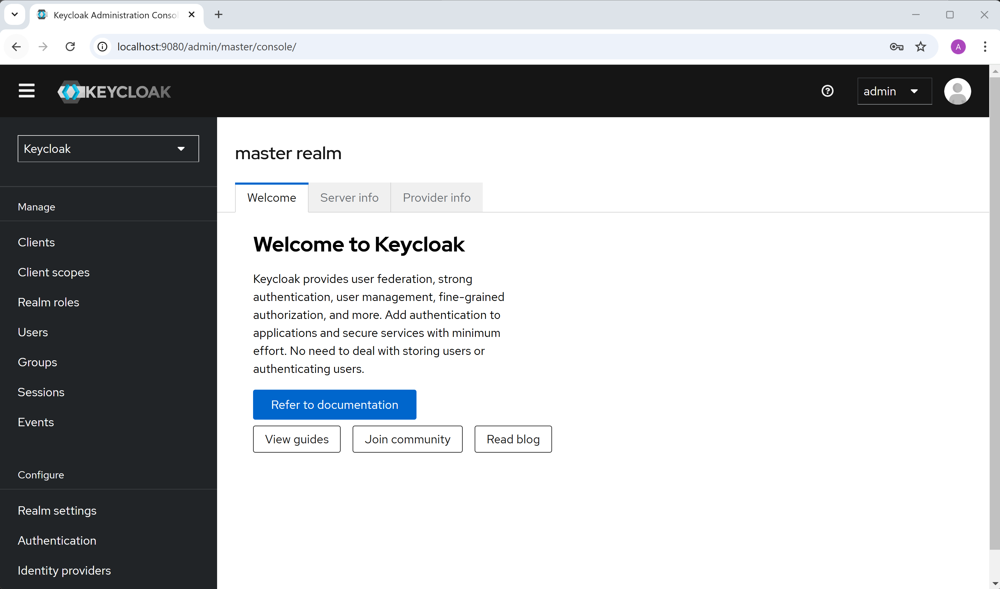 Keycloak Administration Consol
localhost:9080/admin/master/console/
A
KEYCLOAK
admin
Keycloak
Manage
Clients
Client scopes
Realm roles
Users
Groups
Sessions
Events
Configure
Realm settings
Authentication
Identity providers
master realm
Welcome
Server info
Provider info
Welcome to Keycloak
Keycloak provides user federation, strong
authentication, user management, fine-grained
authorization, and more. Add authentication to
applications and secure services with minimum
effort. No need to deal with storing users or
authenticating users.
Refer to documentation
View guides
Join community
Read blog